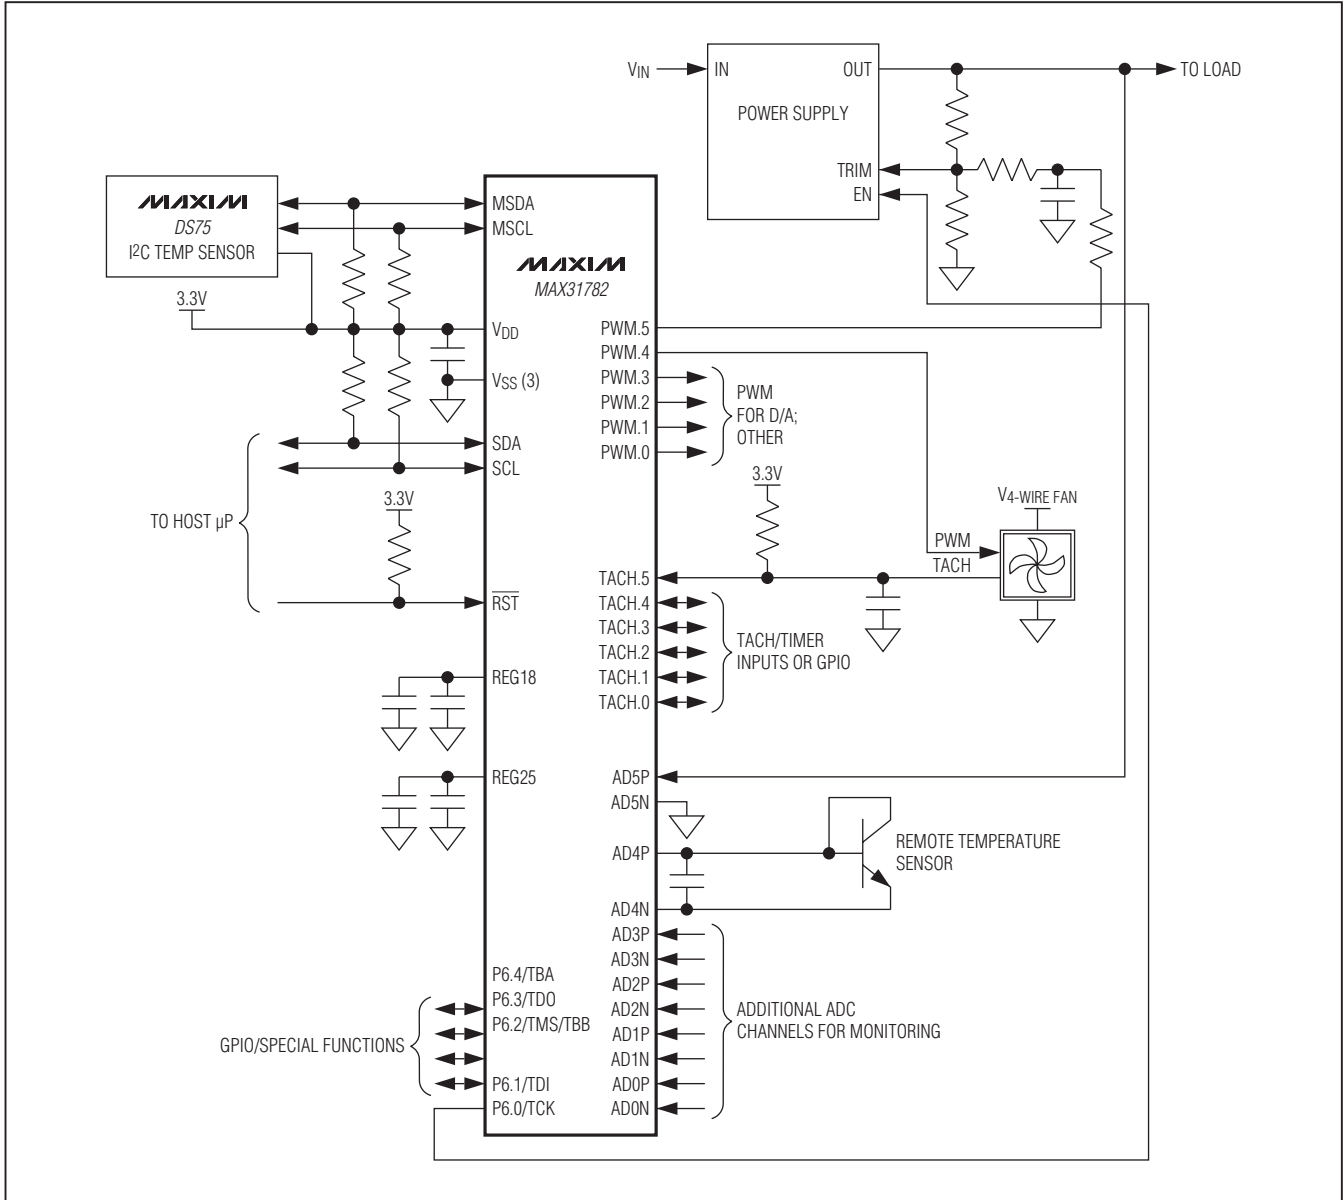 VIN
IN
OUT
TO LOAD
POWER SUPPLY
TRIM
EN
MAXIM
DS75
I2C TEMP SENSOR
3.3V
MSDA
MSCL
MAXIM
MAX31782
VDD
VSS (3)
SDA
SCL
TO HOST µP
3.3V
RST
REG18
REG25
PWM.5
PWM.4
PWM.3
PWM.2
PWM.1
PWM.0
PWM
FOR D/A;
OTHER
3.3V
V4-WIRE FAN
PWM
TACH
TACH.5
TACH.4
TACH.3
TACH.2
TACH.1
TACH.0
TACH/TIMER
INPUTS OR GPIO
AD5P
AD5N
AD4P
AD4N
REMOTE TEMPERATURE
SENSOR
AD3P
AD3N
AD2P
AD2N
AD1P
AD1N
AD0P
AD0N
ADDITIONAL ADC
CHANNELS FOR MONITORING
P6.4/TBA
P6.3/TDO
P6.2/TMS/TBB
P6.1/TDI
P6.0/TCK
GPIO/SPECIAL FUNCTIONS